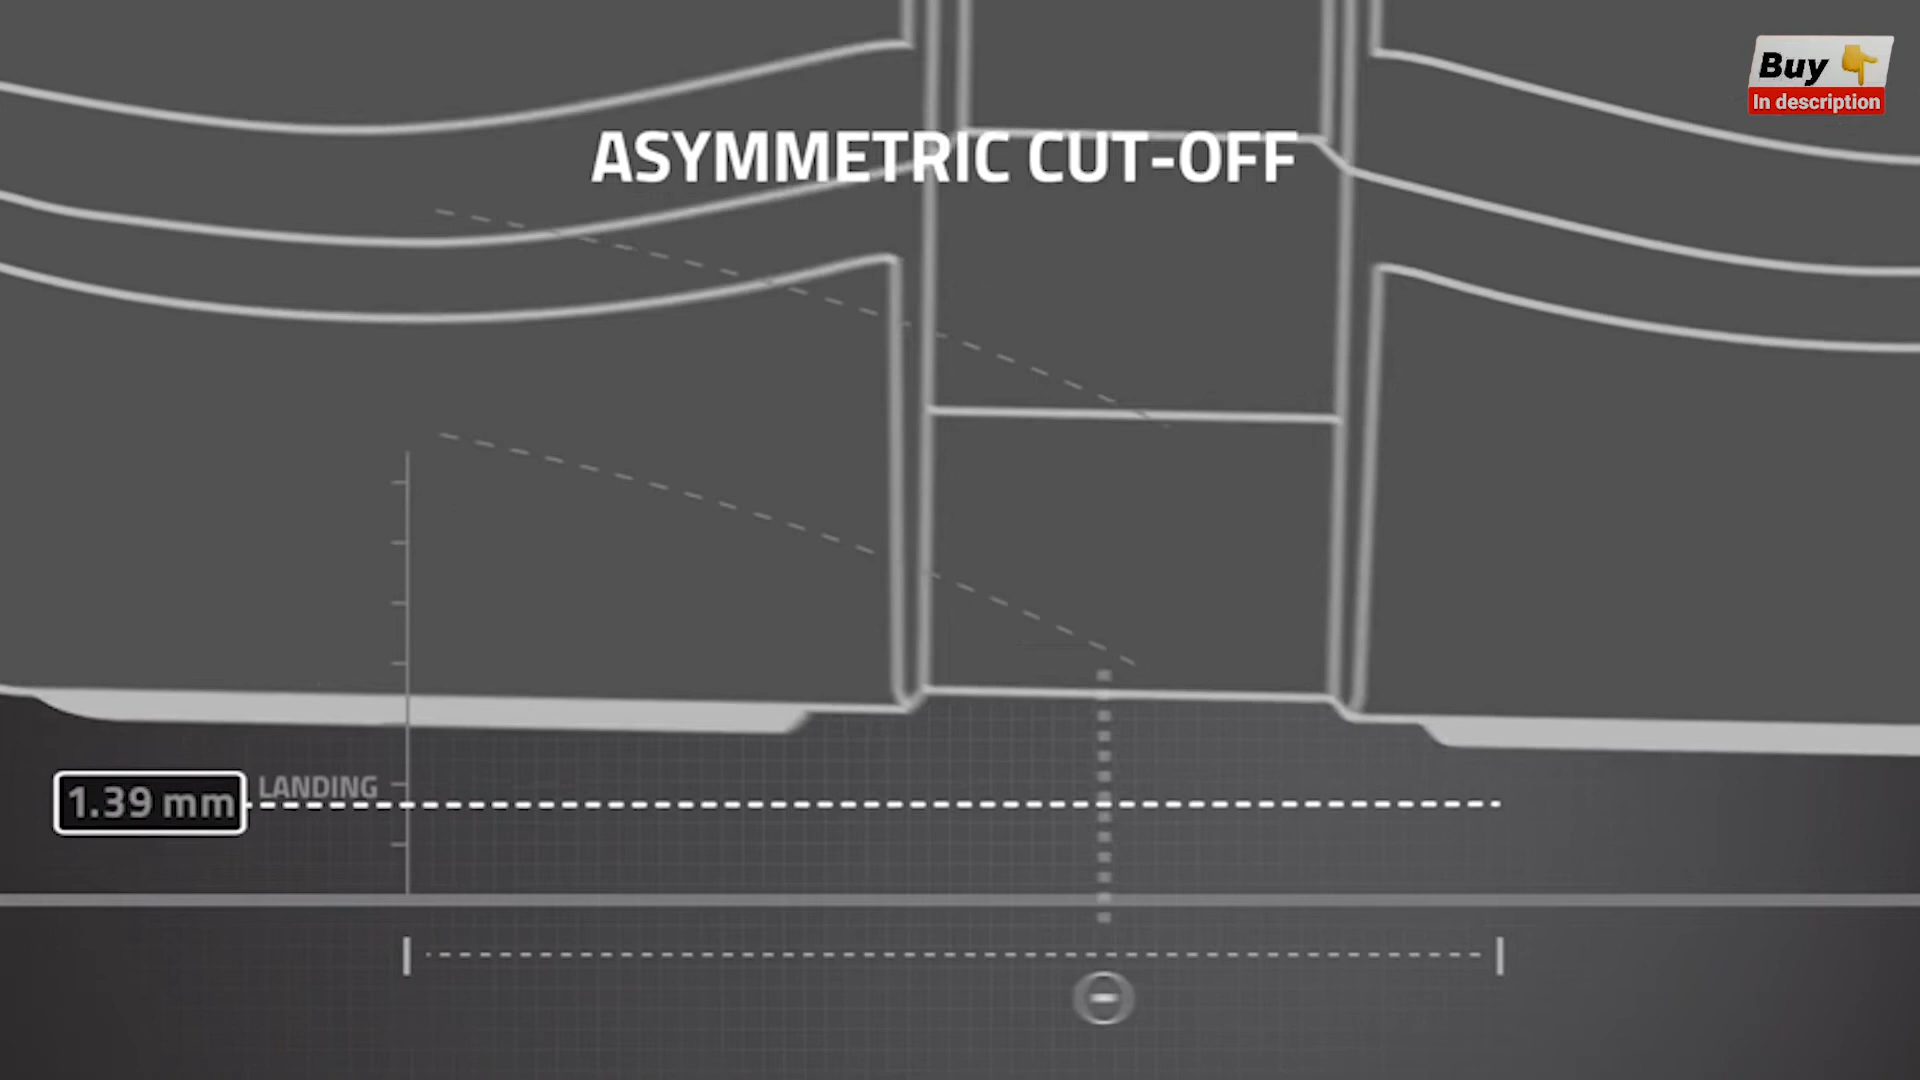 Buy 👇
In description
ASYMMETRIC CUT-OFF
LANDING
1.39 mm